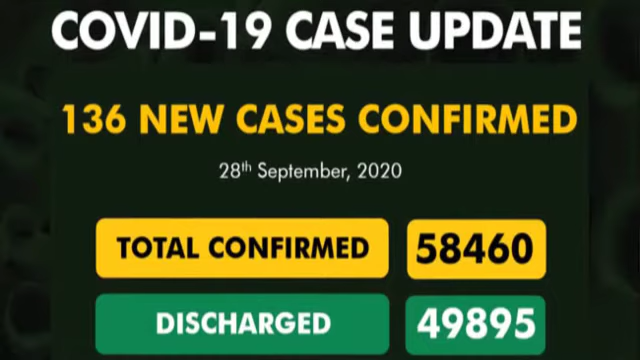 COVID-19 CASE UPDATE
136 NEW CASES CONFIRMED
28th September, 2020
TOTAL CONFIRMED 58460
DISCHARGED 49895